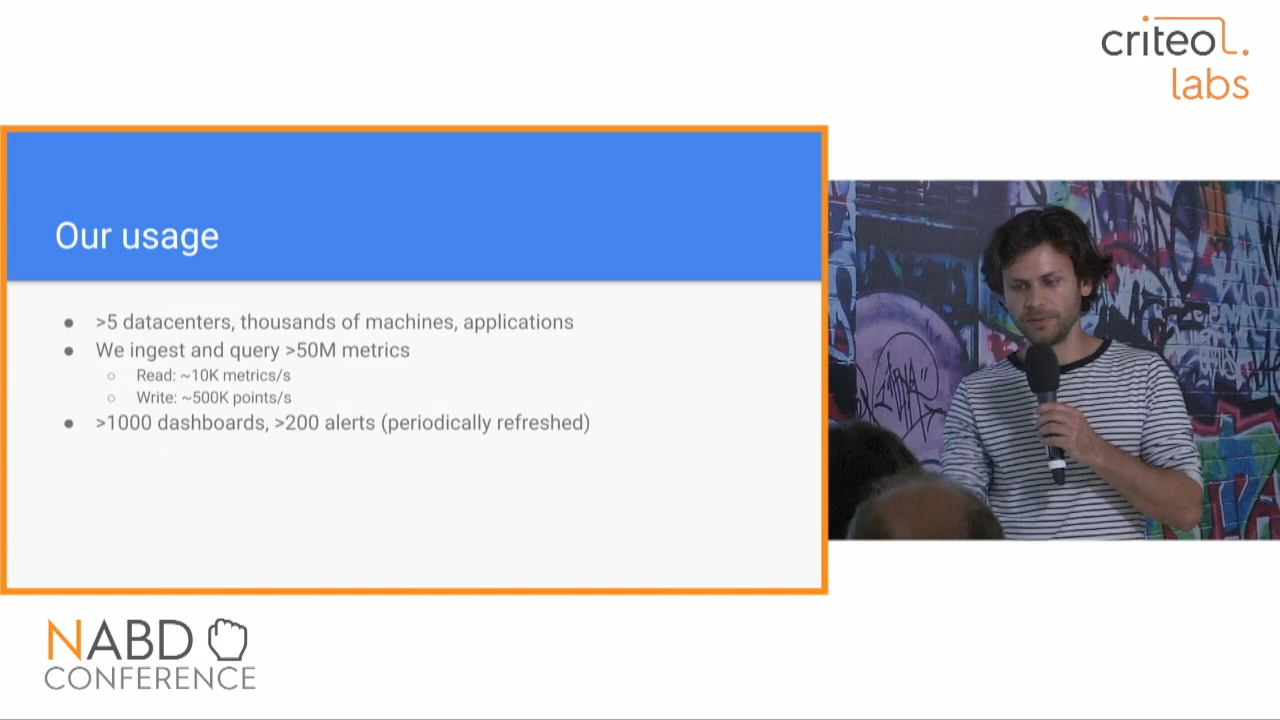 criteo.
labs
Our usage
● >5 datacenters, thousands of machines, applications
● We ingest and query >50M metrics
○ Read: ~10K metrics/s
○ Write: ~500K points/s
● >1000 dashboards, >200 alerts (periodically refreshed)
NABD
CONFERENCE